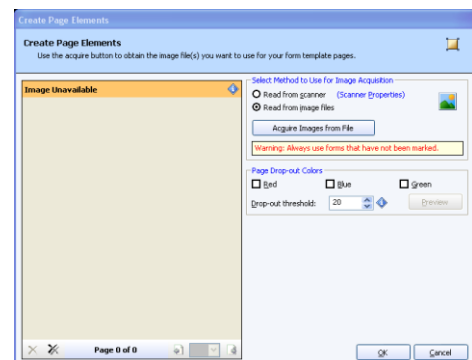 Create Page Elements
Create Page Elements
Use the acquire button to obtain the image file(s) you want to use for your form template pages.
Image Unavailable
Page 0 of 0
Select Method to Use for Image Acquisition
Read from scanner (Scanner Properties)
Read from image files
Acquire Images from File
Warning: Always use forms that have not been marked.
Page Drop-out Colors
Red Blue Green
Drop-out threshold: 20 Preview
OK Cancel